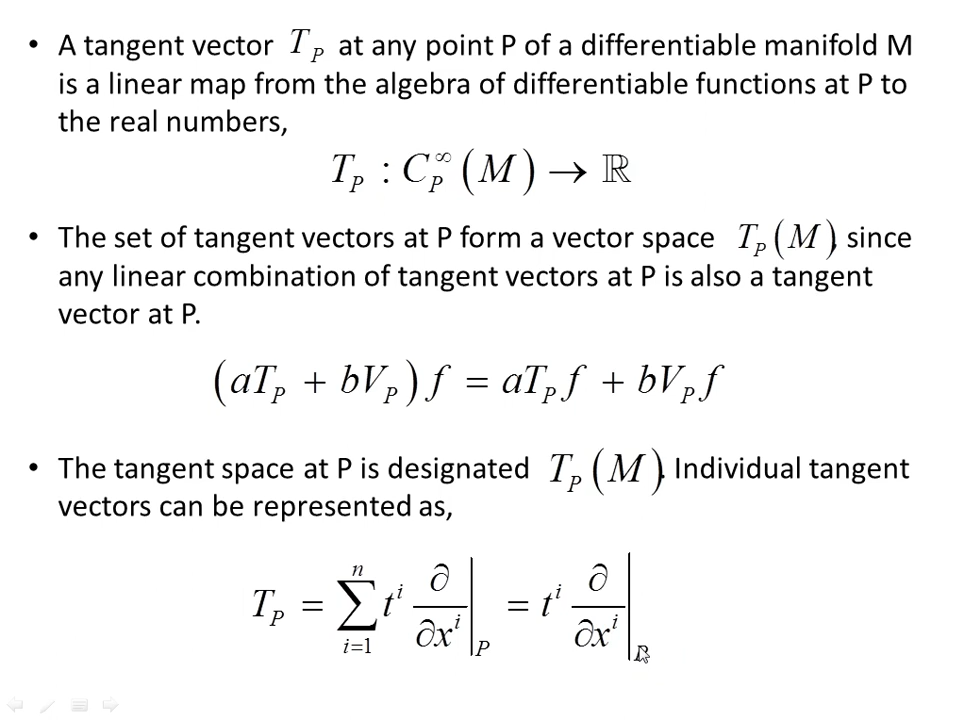 • A tangent vector T_P at any point P of a differentiable manifold M
is a linear map from the algebra of differentiable functions at P to
the real numbers,
T_P : C_P^∞ (M) → ℝ
• The set of tangent vectors at P form a vector space T_P(M), since
any linear combination of tangent vectors at P is also a tangent
vector at P.
(aT_P + bV_P) f = aT_P f + bV_P f
• The tangent space at P is designated T_P(M). Individual tangent
vectors can be represented as,
T_P = ∑_{i=1}^{n} t^i ∂/∂x^i |_P = t^i ∂/∂x^i |_P